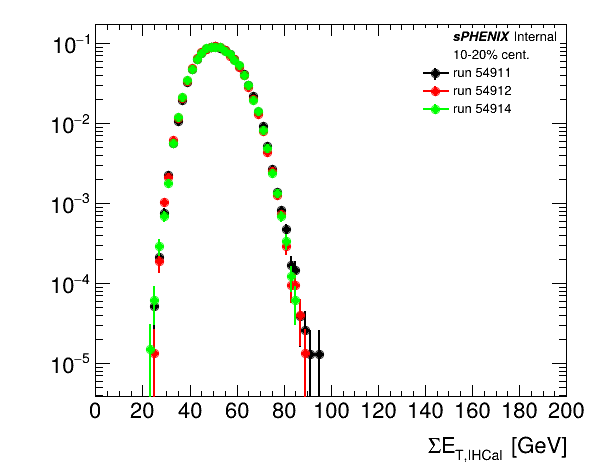 sPHENIX Internal
10-20% cent.
run 54911
run 54912
run 54914
10⁻¹
10⁻²
10⁻³
10⁻⁴
10⁻⁵
0 20 40 60 80 100 120 140 160 180 200
ΣE_T,IHCal [GeV]